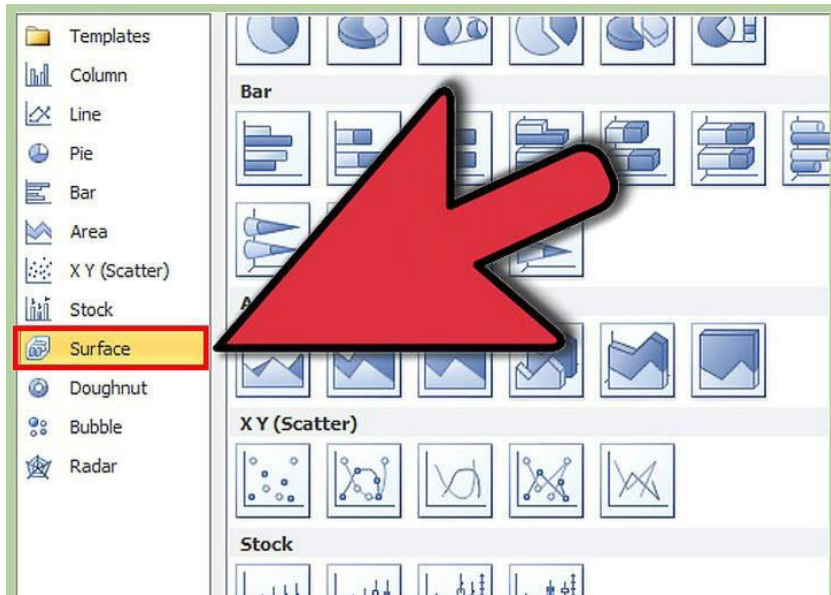 Templates
Column
Line
Pie
Bar
Area
X Y (Scatter)
Stock
Surface
Doughnut
Bubble
Radar
Bar
X Y (Scatter)
Stock